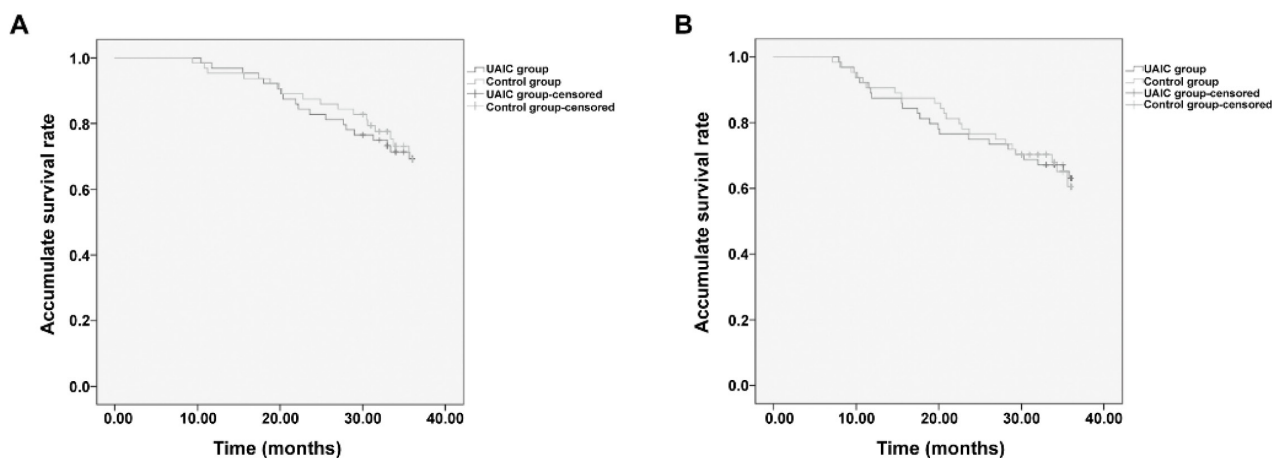 A
Accumulate survival rate
1.0
0.8
0.6
0.4
0.2
0.0
0.00 10.00 20.00 30.00 40.00
Time (months)
UAIC group
Control group
UAIC group-censored
Control group-censored
B
Accumulate survival rate
1.0
0.8
0.6
0.4
0.2
0.0
0.00 10.00 20.00 30.00 40.00
Time (months)
UAIC group
Control group
UAIC group-censored
Control group-censored